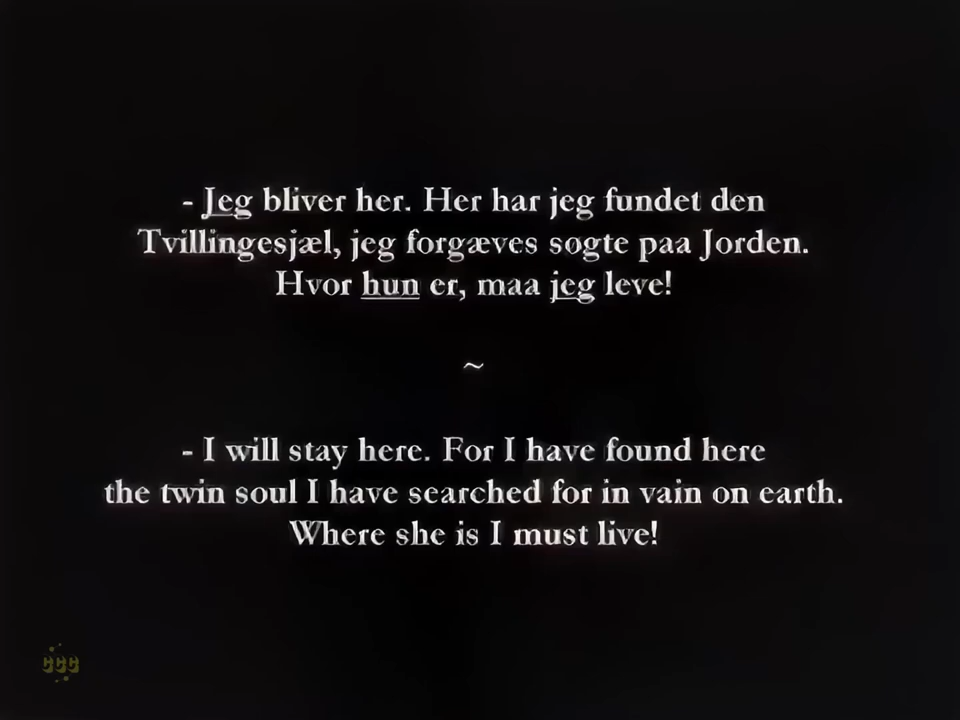 - Jeg bliver her. Her har jeg fundet den
Tvillingesjæl, jeg forgæves søgte paa Jorden.
Hvor hun er, maa jeg leve!
~
- I will stay here. For I have found here
the twin soul I have searched for in vain on earth.
Where she is I must live!
CCC